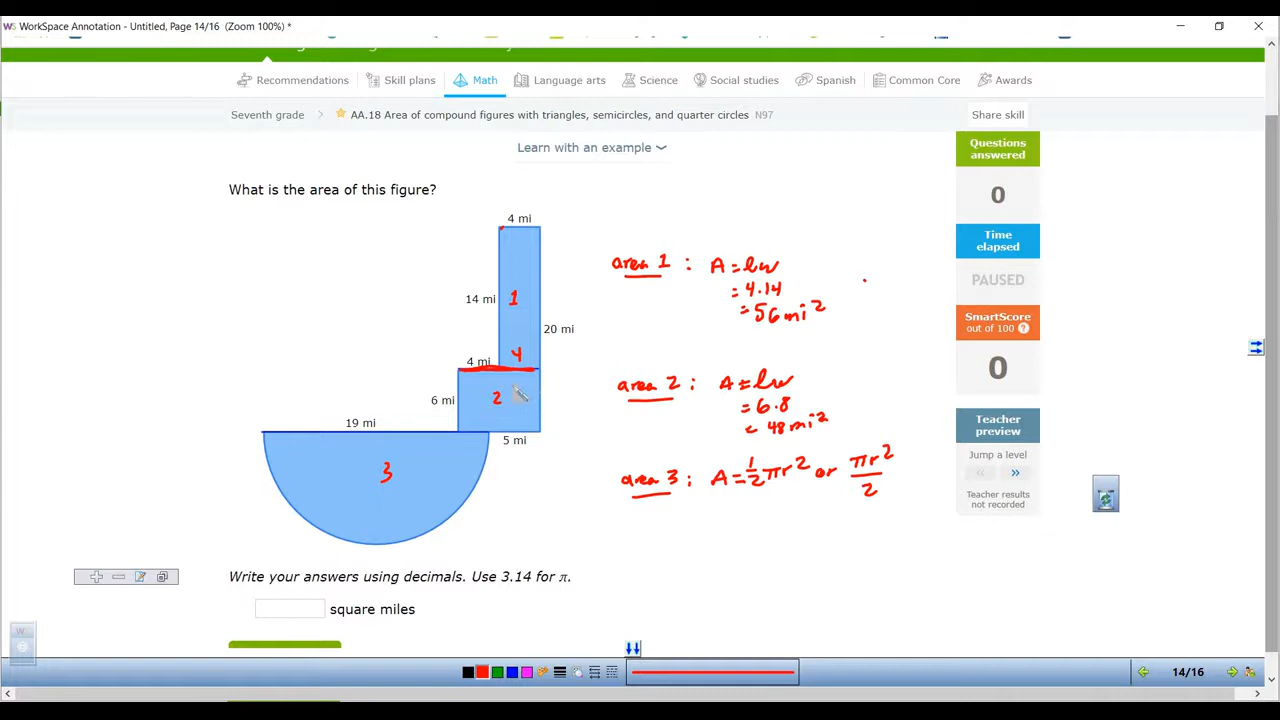 WorkSpace Annotation - Untitled, Page 14/16 (Zoom 100%) *
Recommendations Skill plans Math Language arts Science Social studies Spanish Common Core Awards
Seventh grade > AA.18 Area of compound figures with triangles, semicircles, and quarter circles N97
Share skill
Learn with an example
Questions answered
0
Time elapsed
PAUSED
SmartScore
out of 100 ?
0
Teacher preview
Jump a level
Teacher results not recorded
What is the area of this figure?
4 mi
14 mi
1
20 mi
4 mi
4
6 mi
2
19 mi
5 mi
3
area 1 : A = lw
= 4.14
= 56 mi²
area 2 : A = lw
= 6.8
= 48 mi²
area 3 : A = 1/2 πr² or πr²/2
Write your answers using decimals. Use 3.14 for π.
square miles
14/16